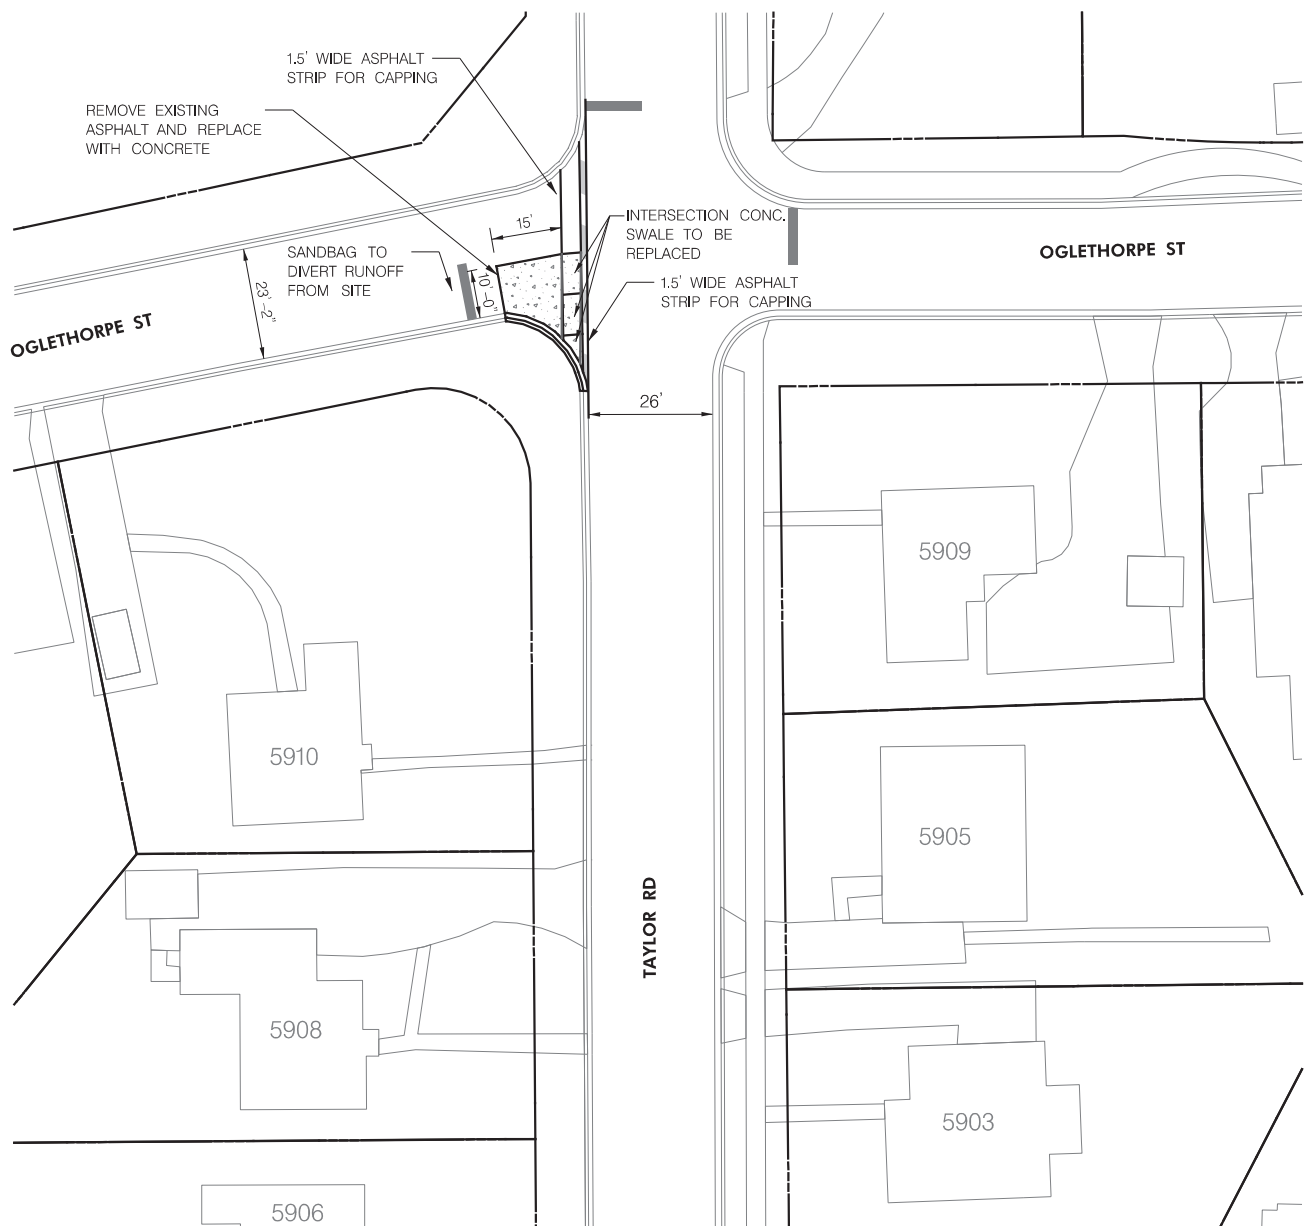 1.5' WIDE ASPHALT
STRIP FOR CAPPING
REMOVE EXISTING
ASPHALT AND REPLACE
WITH CONCRETE
15'
INTERSECTION CONC.
SWALE TO BE
REPLACED
OGLETHORPE ST
SANDBAG TO
DIVERT RUNOFF
FROM SITE
10'-0"
1.5' WIDE ASPHALT
STRIP FOR CAPPING
23'-2"
OGLETHORPE ST
26'
5909
5910
5905
TAYLOR RD
5908
5903
5906